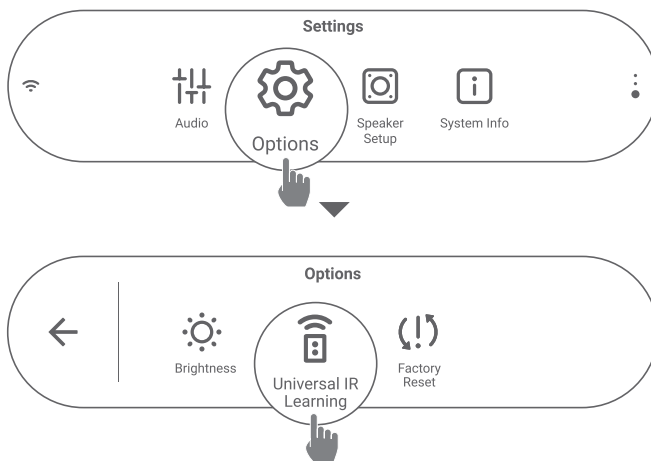 Settings
Audio
Options
Speaker
Setup
System Info
Options
Brightness
Universal IR
Learning
Factory
Reset